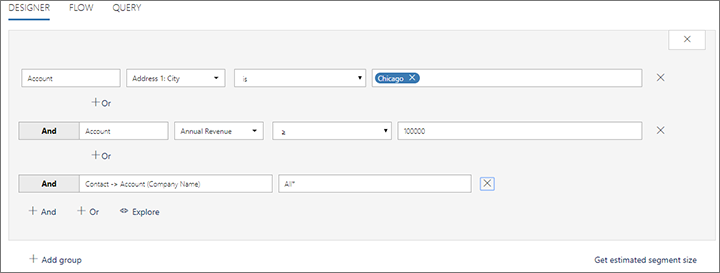 DESIGNER FLOW QUERY
Account Address 1: City is Chicago
+ Or
And Account Annual Revenue ≥ 100000
+ Or
And Contact -> Account (Company Name) All*
+ And + Or Explore
+ Add group Get estimated segment size